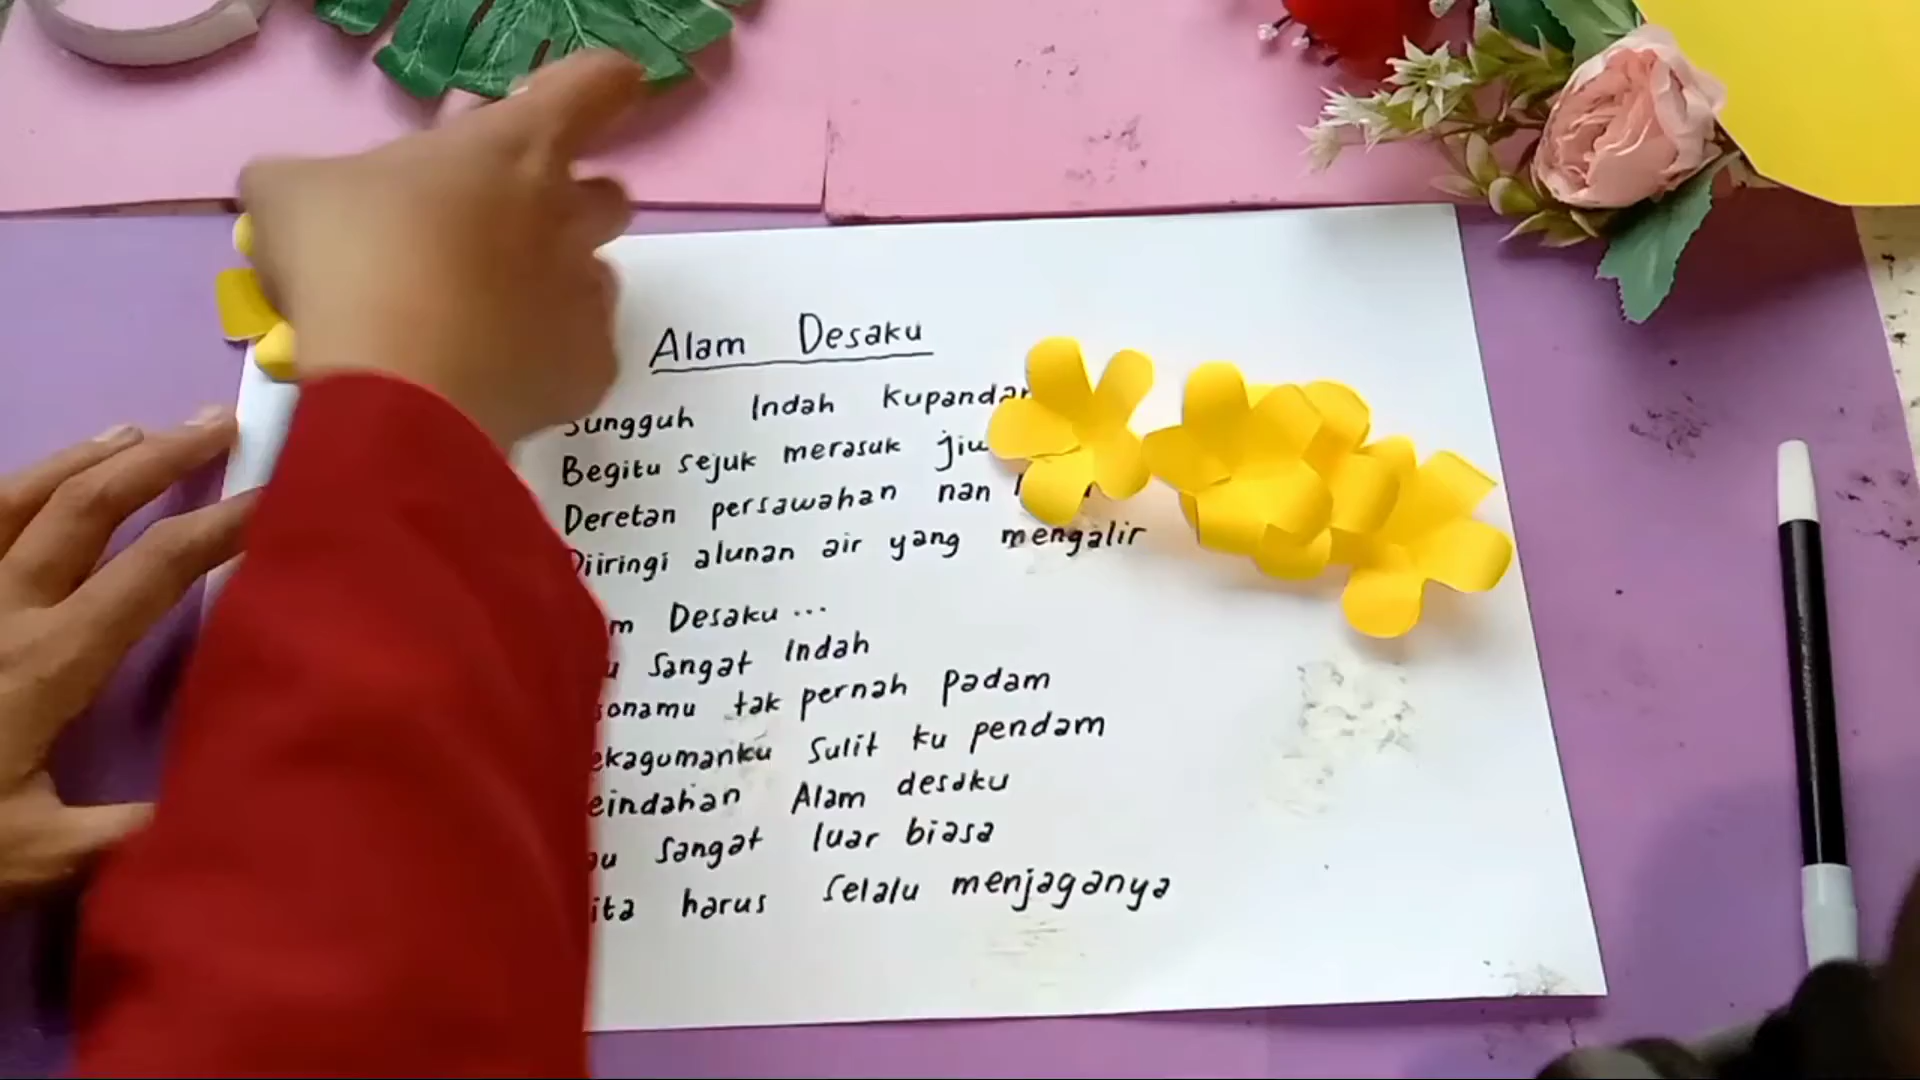 Alam Desaku
Sungguh Indah
Begitu sejuk merasuk
Deretan persawahan nan
Diiringi alunan air yang mengalir
Desaku...
Sangat Indah
tak pernah padam
Sulit ku pendam
Alam desaku
sangat luar biasa
harus selalu menjaganya